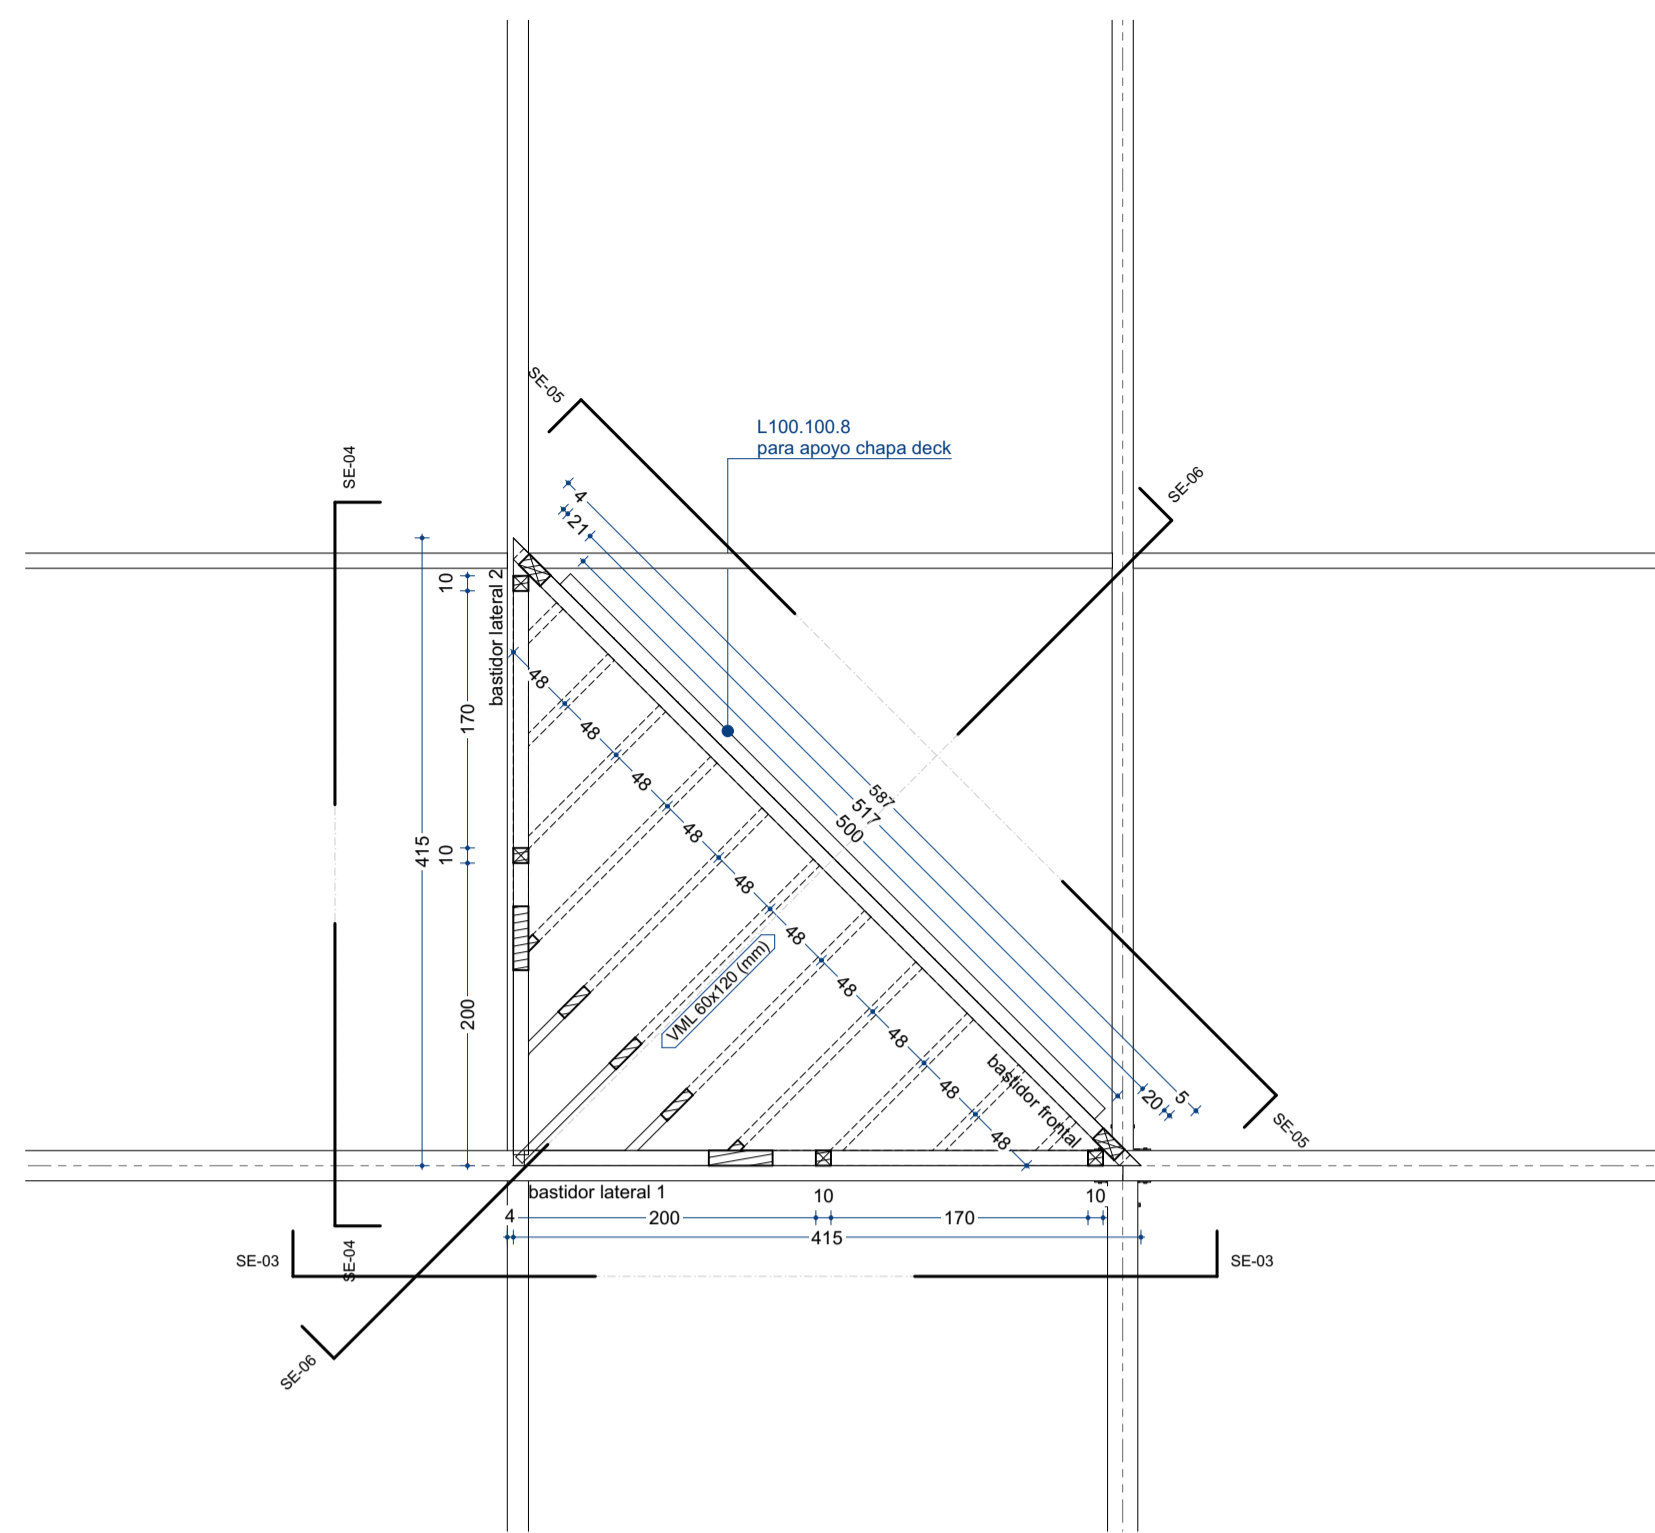 SE-05
L100.100.8
para apoyo chapa deck
SE-04
SE-06
4
21
10
bastidor lateral 2
48
170
48
48
48
587
517
500
415
10
48
48
48
VML 60x120 (mm)
200
48
48
48
bastidor frontal
20
5
SE-05
bastidor lateral 1
10
10
4
200
170
415
SE-03
SE-04
SE-03
SE-06